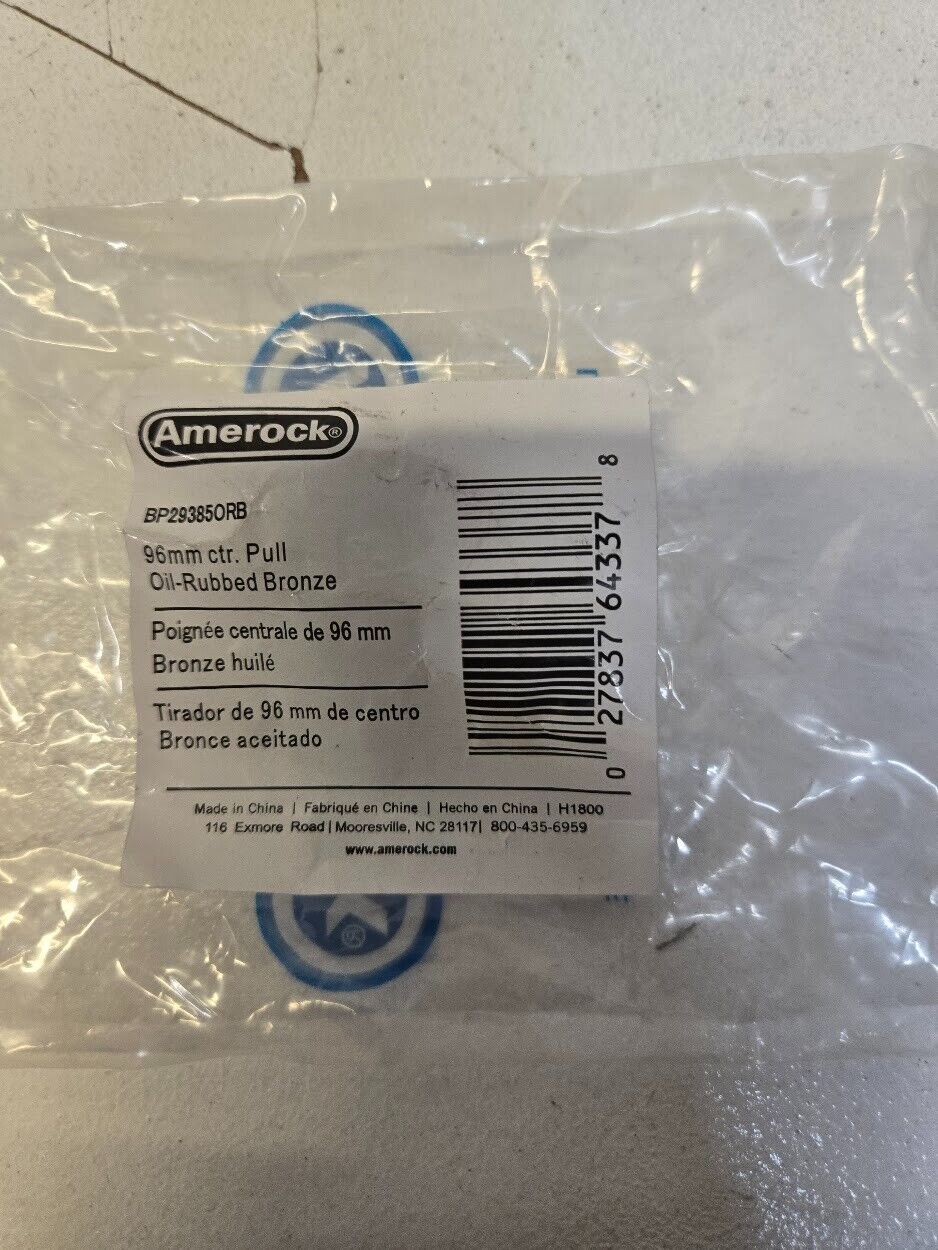 Amerock®
BP29385ORB
96mm ctr. Pull
Oil-Rubbed Bronze
Poignée centrale de 96 mm
Bronze huilé
Tirador de 96 mm de centro
Bronce aceitado
0 27837 64337 8
Made in China | Fabriqué en Chine | Hecho en China | H1800
116 Exmore Road | Mooresville, NC 28117| 800-435-6959
www.amerock.com
®